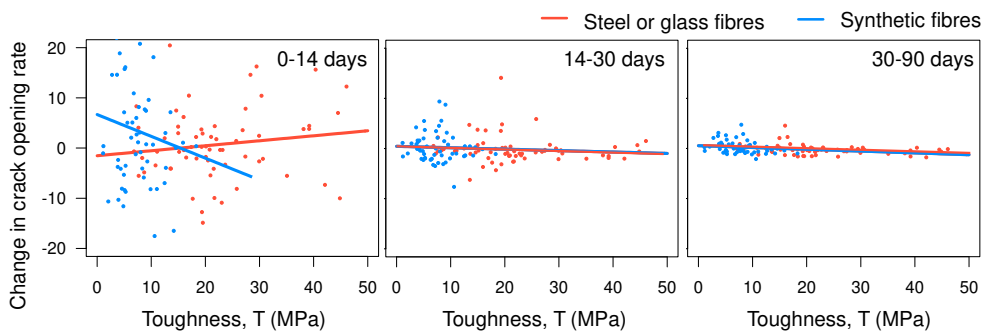 Steel or glass fibres Synthetic fibres
Change in crack opening rate
20
10
0
-10
-20
0-14 days
14-30 days
30-90 days
0 10 20 30 40 50
0 10 20 30 40 50
0 10 20 30 40 50
Toughness, T (MPa)
Toughness, T (MPa)
Toughness, T (MPa)